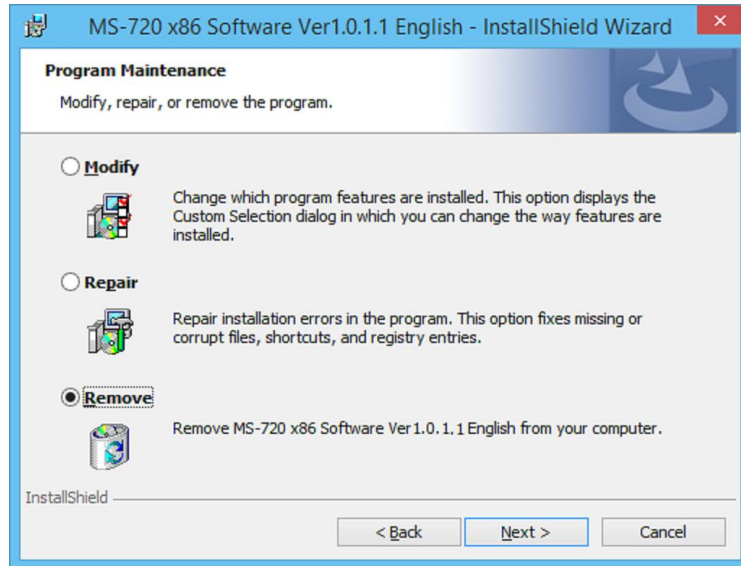 MS-720 x86 Software Ver1.0.1.1 English - InstallShield Wizard
Program Maintenance
Modify, repair, or remove the program.
Modify
Change which program features are installed. This option displays the
Custom Selection dialog in which you can change the way features are
installed.
Repair
Repair installation errors in the program. This option fixes missing or
corrupt files, shortcuts, and registry entries.
Remove
Remove MS-720 x86 Software Ver1.0.1.1 English from your computer.
InstallShield
< Back Next > Cancel